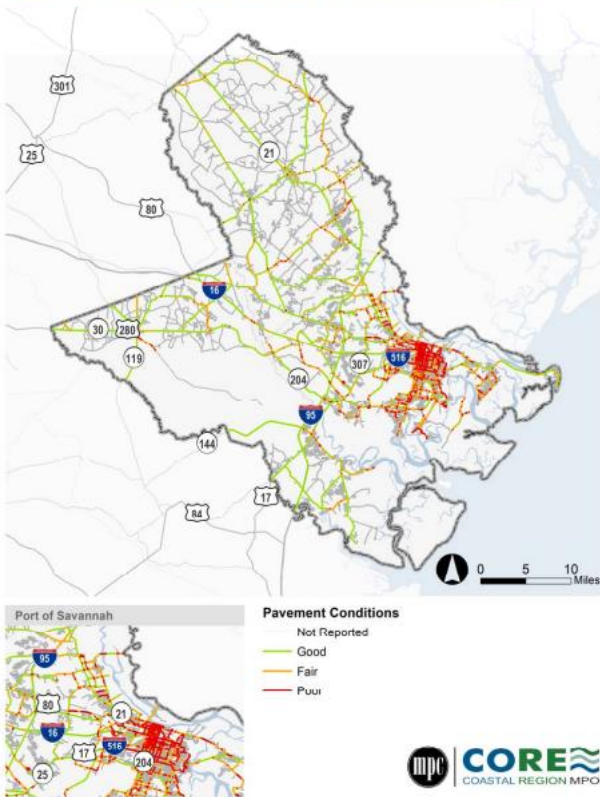 301
25
80
21
16
30
280
119
307
516
204
95
144
17
84
0 5 10
Miles
Port of Savannah
95
80
21
16
516
17
204
25
Pavement Conditions
Not Reported
Good
Fair
Poor
mpc
CORE
COASTAL REGION MPO